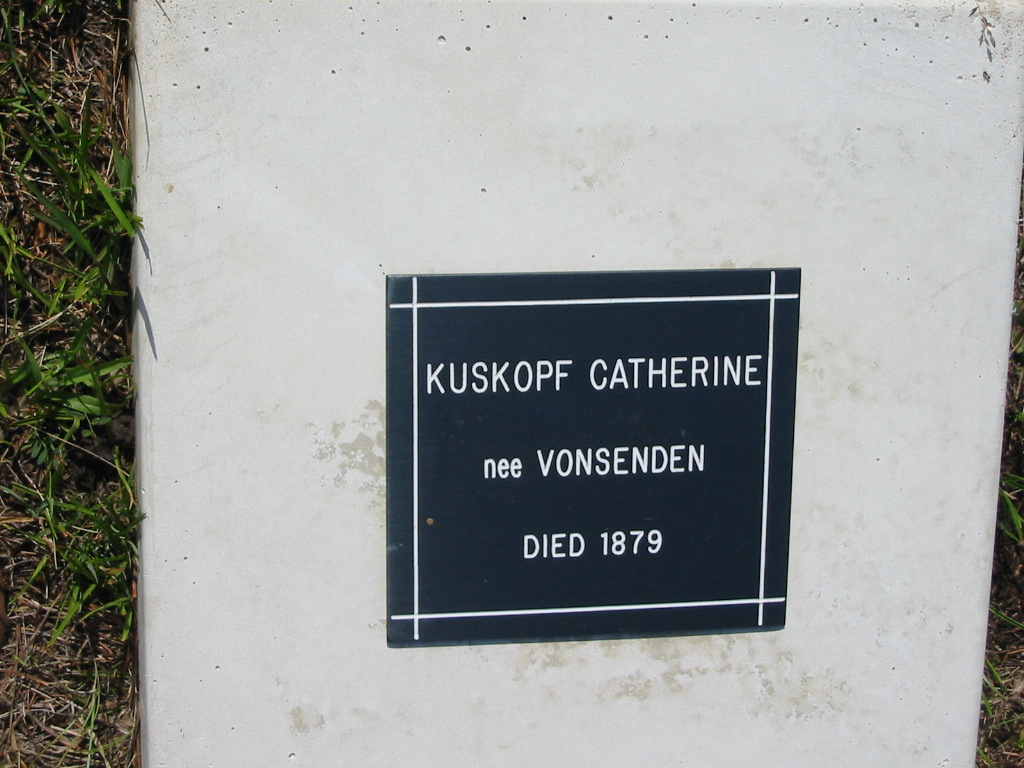 KUSKOPF CATHERINE
nee VONSENDEN
DIED 1879